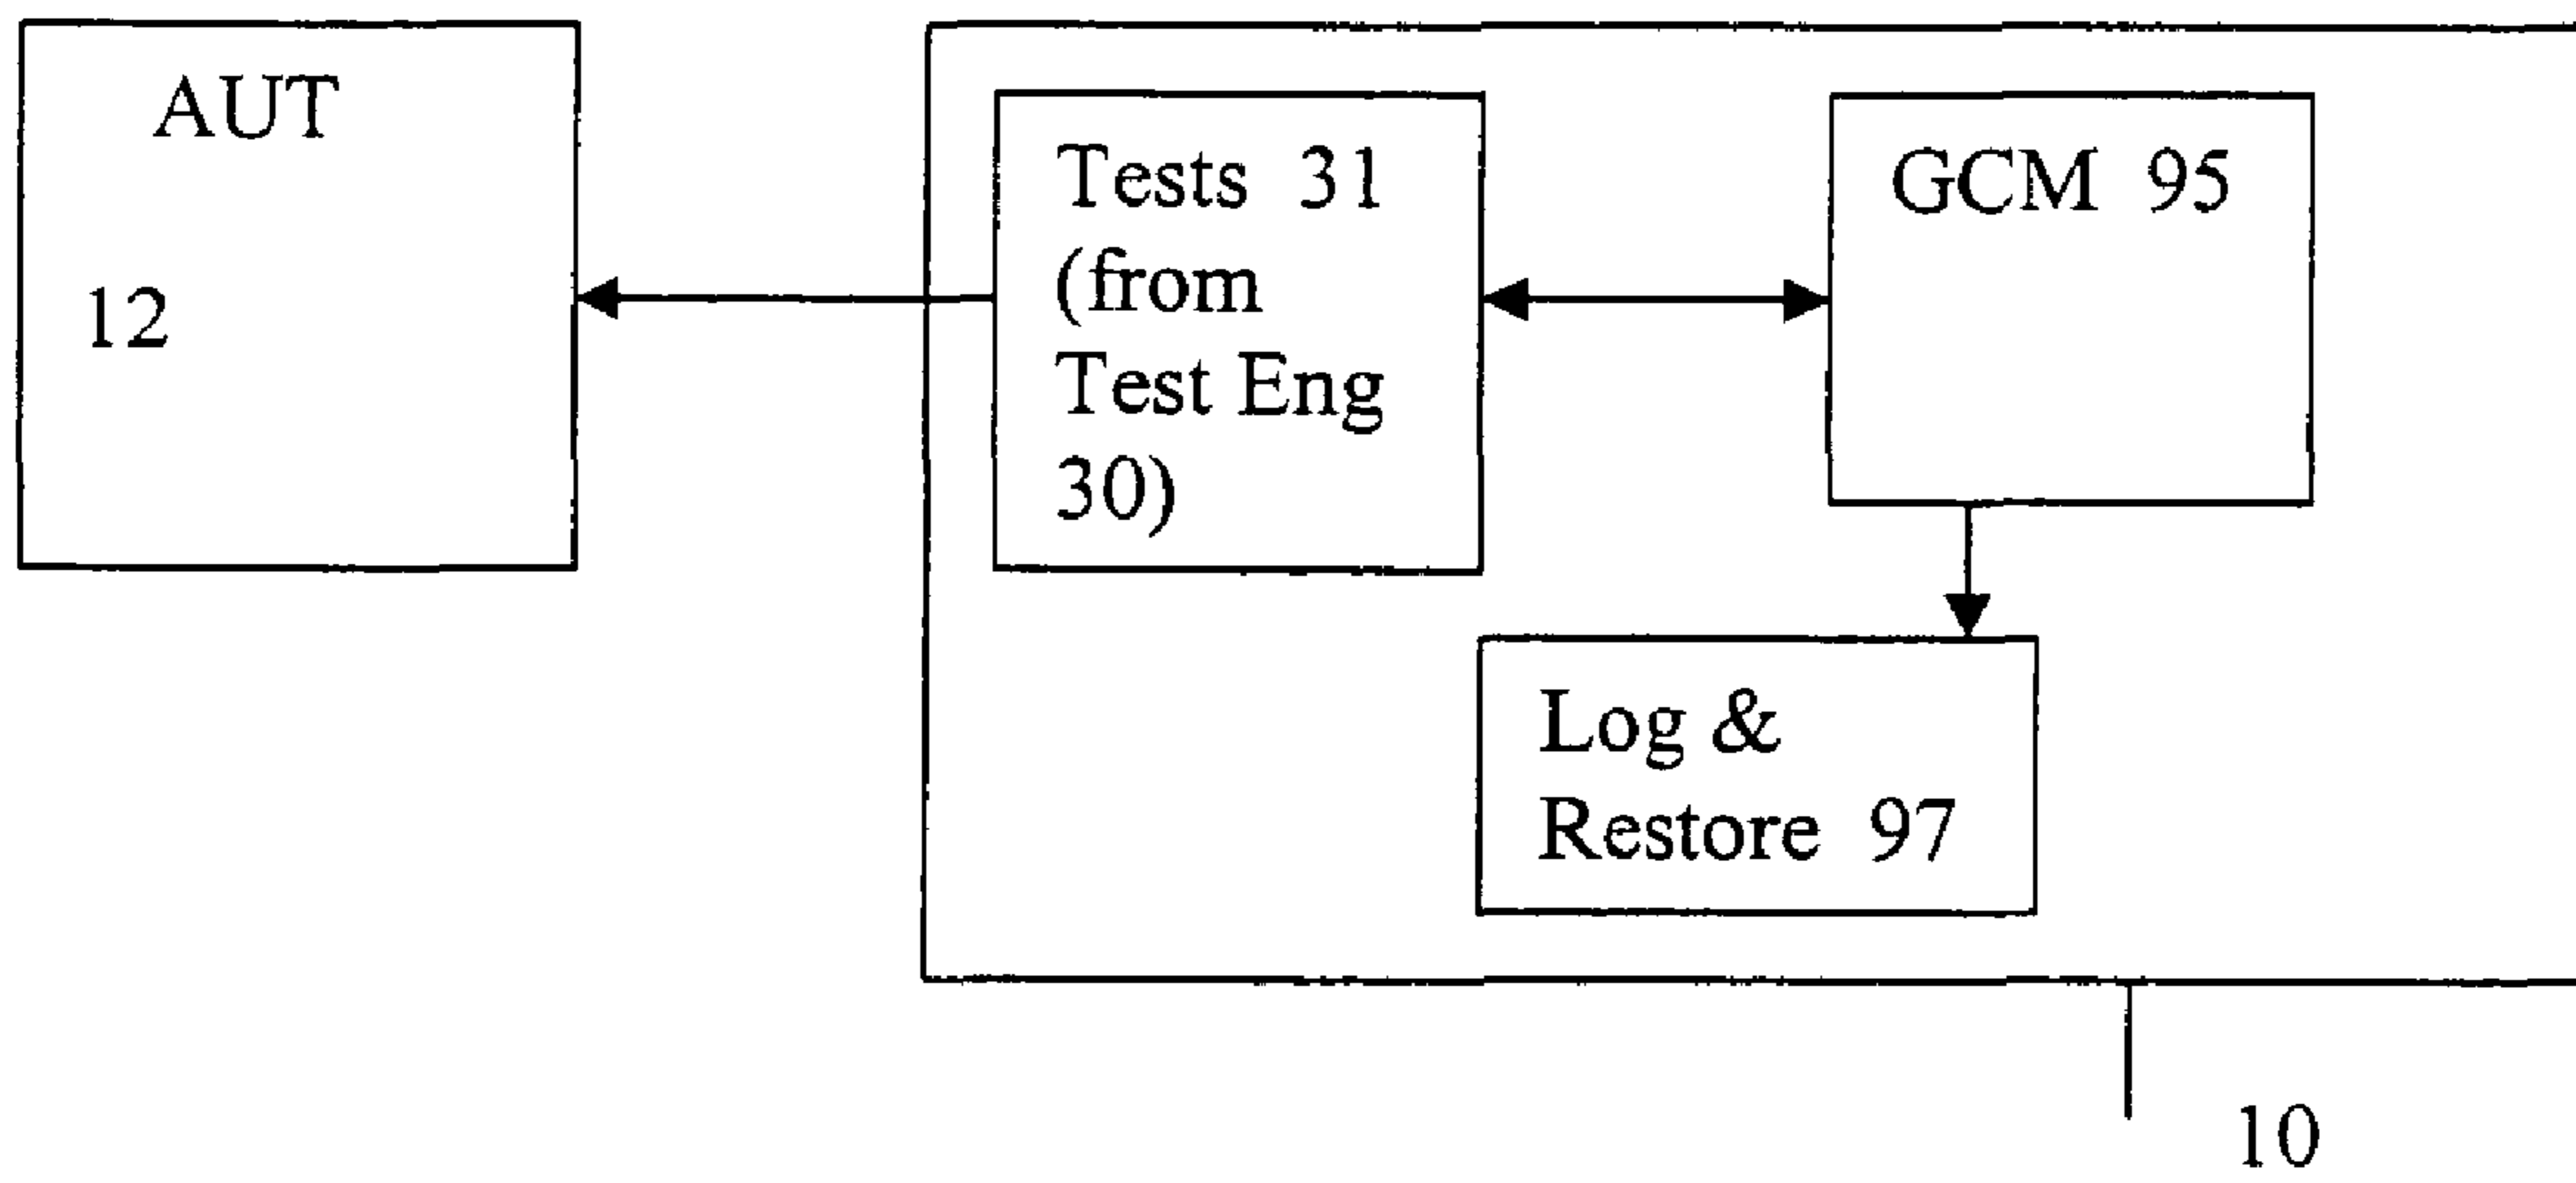 AUT
12
Tests 31
(from
Test Eng
30)
GCM 95
Log &
Restore 97
10